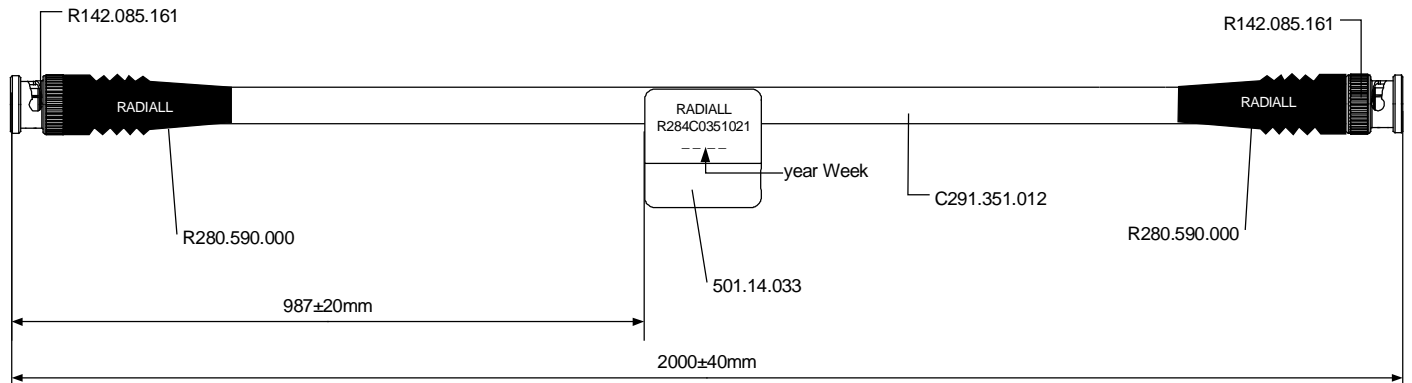 R142.085.161
R142.085.161
RADIALL
RADIALL
R284C0351021
RADIALL
year Week
C291.351.012
R280.590.000
R280.590.000
501.14.033
987±20mm
2000±40mm